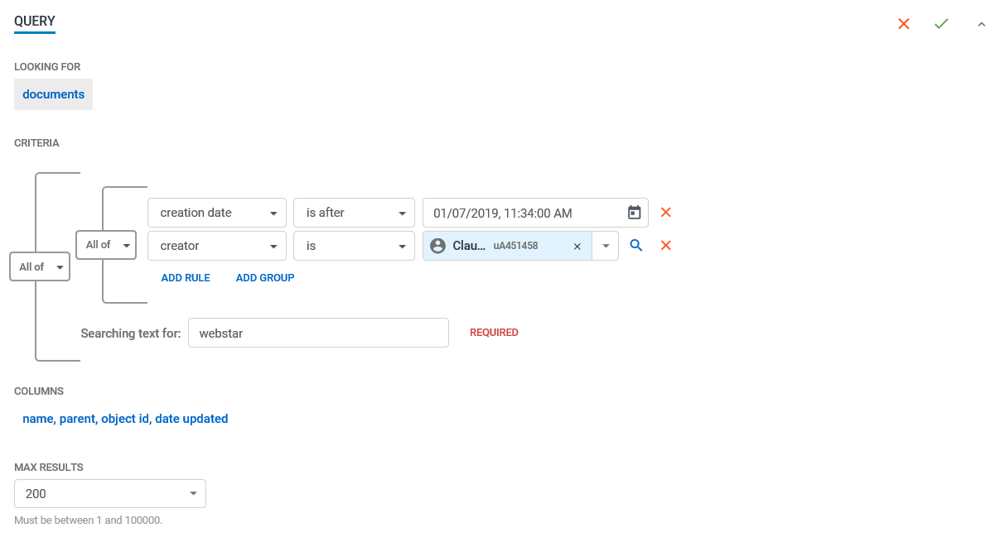 QUERY
LOOKING FOR
documents
CRITERIA
creation date is after 01/07/2019, 11:34:00 AM
All of creator is Clau... uA451458
All of
ADD RULE ADD GROUP
Searching text for: webstar REQUIRED
COLUMNS
name, parent, object id, date updated
MAX RESULTS
200
Must be between 1 and 100000.